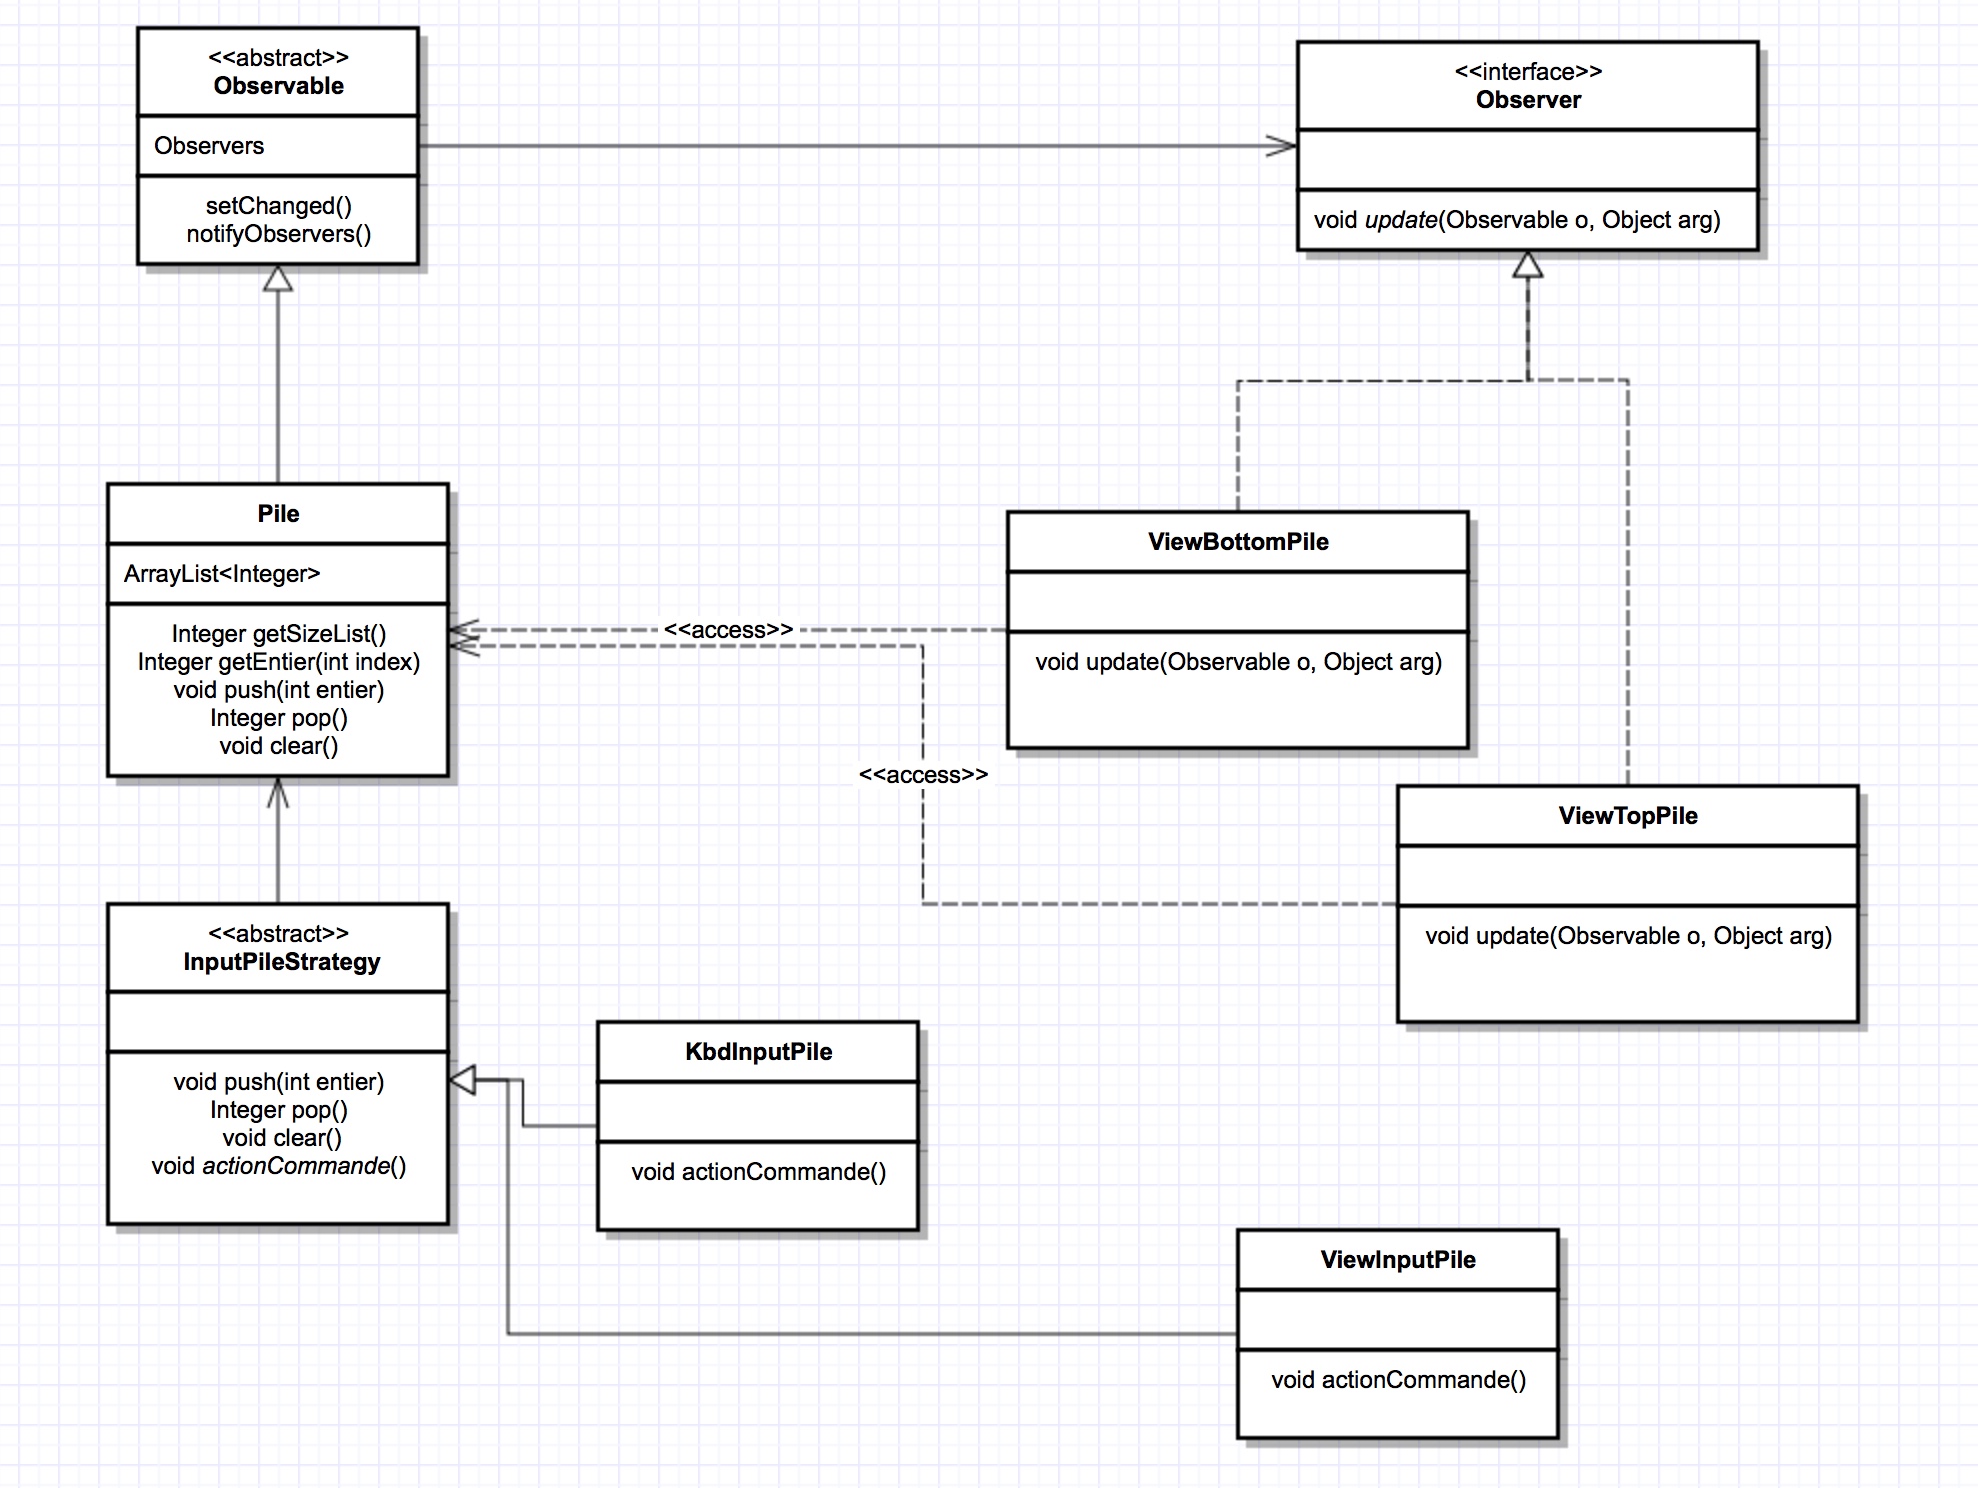 <<abstract>>
Observable
Observers
setChanged()
notifyObservers()
<<interface>>
Observer
void update(Observable o, Object arg)
Pile
ArrayList<Integer>
Integer getSizeList()
Integer getEntier(int index)
void push(int entier)
Integer pop()
void clear()
<<access>>
<<access>>
ViewBottomPile
void update(Observable o, Object arg)
ViewTopPile
void update(Observable o, Object arg)
<<abstract>>
InputPileStrategy
void push(int entier)
Integer pop()
void clear()
void actionCommande()
KbdInputPile
void actionCommande()
ViewInputPile
void actionCommande()